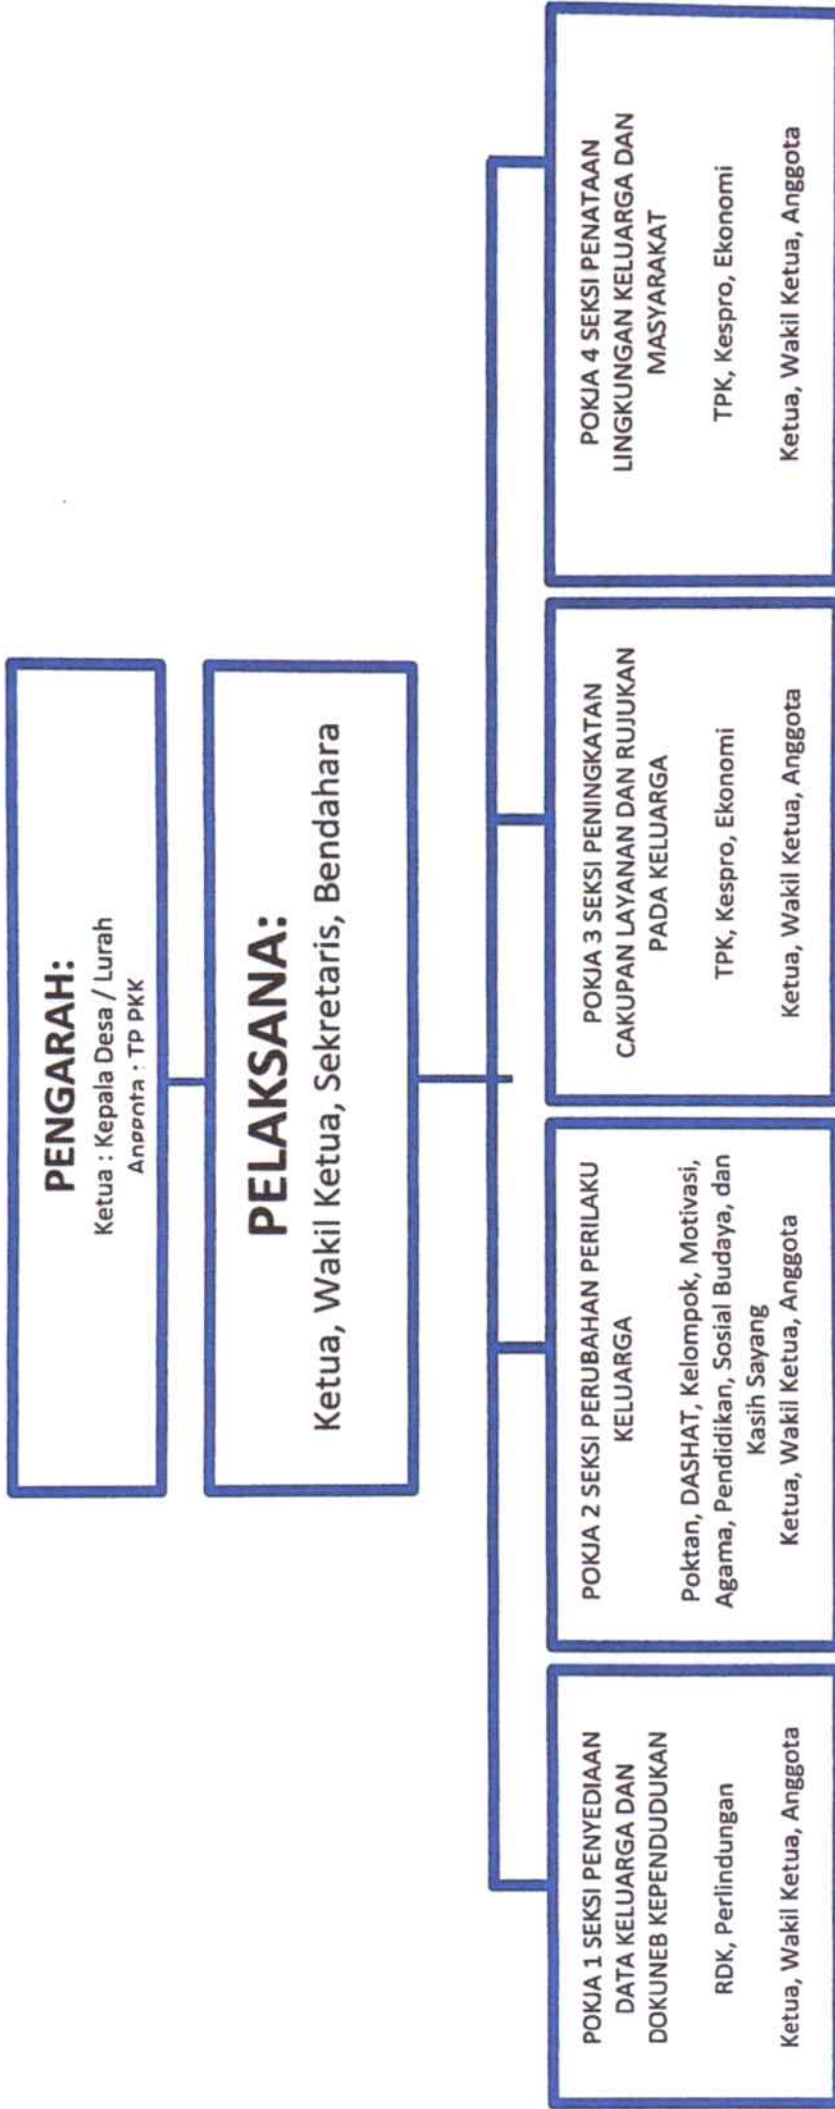 PENGARAH:
Ketua : Kepala Desa / Lurah
Anggota : TP PKK
PELAKSANA:
Ketua, Wakil Ketua, Sekretaris, Bendahara
POKJA 1 SEKSI PENYEDIAAN
DATA KELUARGA DAN
DOKUNEB KEPENDUDUKAN
RDK, Perlindungan
Ketua, Wakil Ketua, Anggota
POKJA 2 SEKSI PERUBAHAN PERILAKU
KELUARGA
Poktan, DASHAT, Kelompok, Motivasi,
Agama, Pendidikan, Sosial Budaya, dan
Kasih Sayang
Ketua, Wakil Ketua, Anggota
POKJA 3 SEKSI PENINGKATAN
CAKUPAN LAYANAN DAN RUJUKAN
PADA KELUARGA
TPK, Kespro, Ekonomi
Ketua, Wakil Ketua, Anggota
POKJA 4 SEKSI PENATAAN
LINGKUNGAN KELUARGA DAN
MASYARAKAT
TPK, Kespro, Ekonomi
Ketua, Wakil Ketua, Anggota